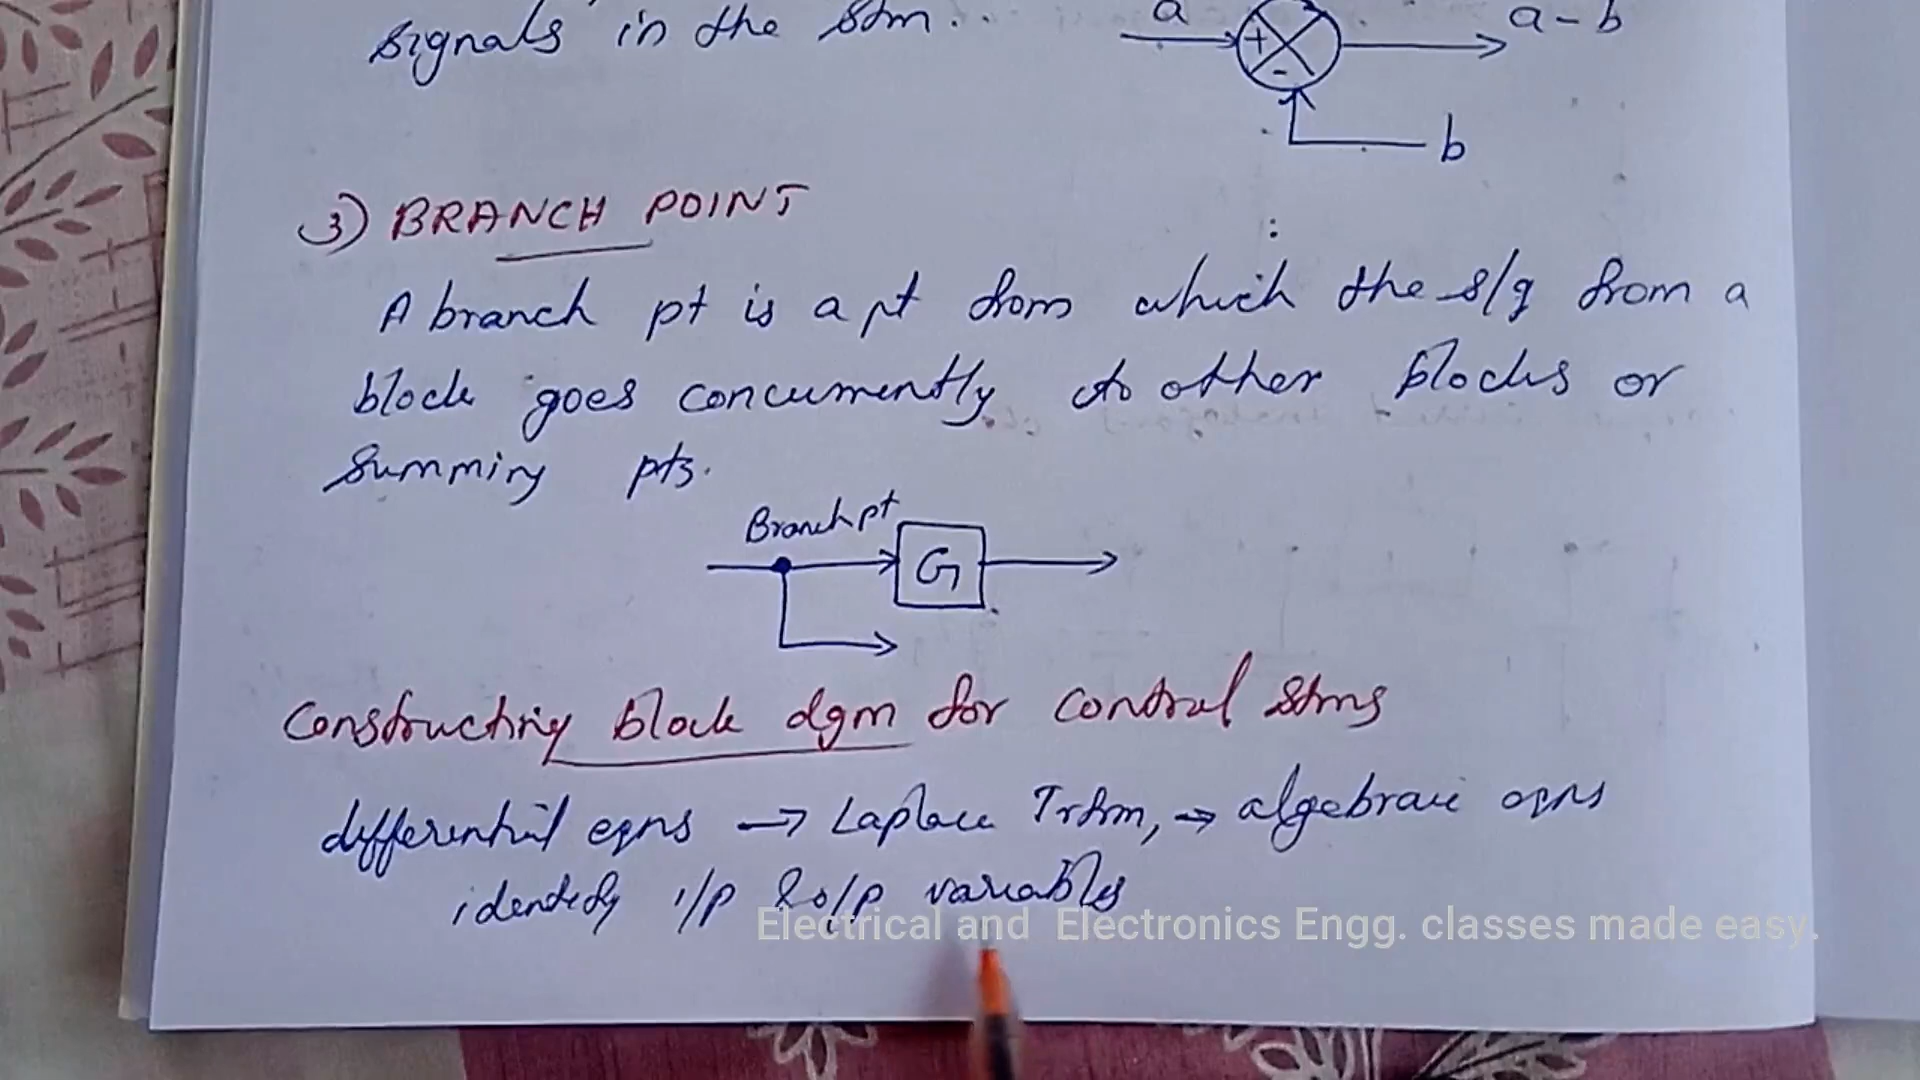 signals in the stm.
a
a - b
+
-
b
3) BRANCH POINT
A branch pt is a pt from which the s/g from a
block goes concurrently to other blocks or
summing pts.
Branch pt
G
Constructing block dgm for control stms
differential eqns → Laplace Trfm, → algebraic eqns
identify i/p & o/p variables
Electrical and Electronics Engg. classes made easy.